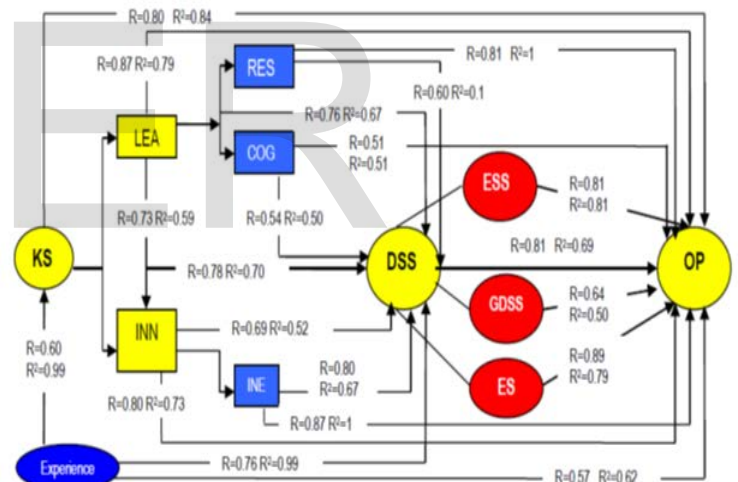 R=0.80 R²=0.84
R=0.87 R²=0.79
RES
R=0.81 R²=1
R=0.60 R²=0.1
R=0.76 R²=0.67
LEA
COG
R=0.51
R²=0.51
ESS
R=0.81
R²=0.81
R=0.73 R²=0.59
R=0.54 R²=0.50
KS
R=0.78 R²=0.70
DSS
R=0.81 R²=0.69
OP
GDSS
R=0.64
R²=0.50
INN
R=0.69 R²=0.52
R=0.60
R²=0.99
R=0.80
R²=0.67
INE
ES
R=0.89
R²=0.79
R=0.80 R²=0.73
R=0.87 R²=1
Experience
R=0.76 R²=0.99
R=0.57 R²=0.62
ER